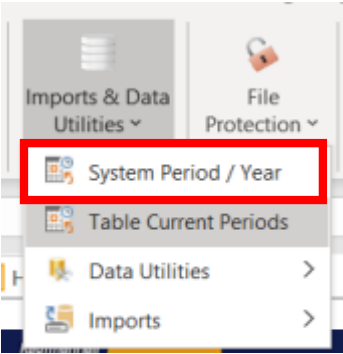 Imports & Data
Utilities
File
Protection
System Period / Year
Table Current Periods
H
Data Utilities
Imports